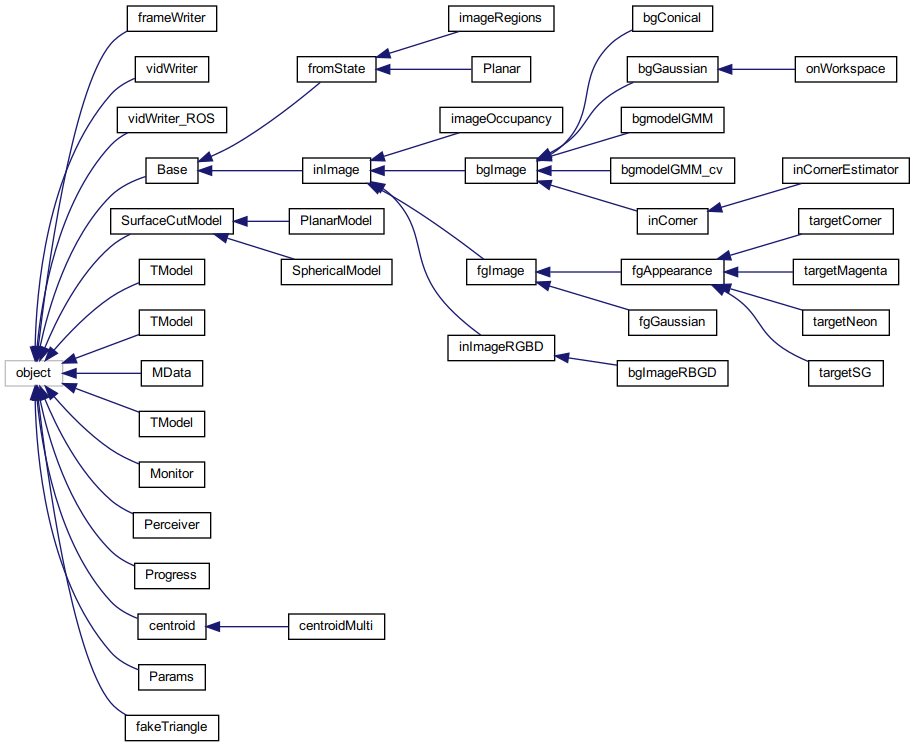 frameWriter
vidWriter
vidWriter_ROS
Base
fromState
imageRegions
Planar
inImage
imageOccupancy
bgImage
bgConical
bgGaussian
onWorkspace
bgmodelGMM
bgmodelGMM_cv
inCorner
inCornerEstimator
fgImage
fgAppearance
targetCorner
targetMagenta
targetNeon
targetSG
fgGaussian
inImageRGBD
bgImageRBGD
SurfaceCutModel
PlanarModel
SphericalModel
TModel
TModel
object
MData
TModel
Monitor
Perceiver
Progress
centroid
centroidMulti
Params
fakeTriangle